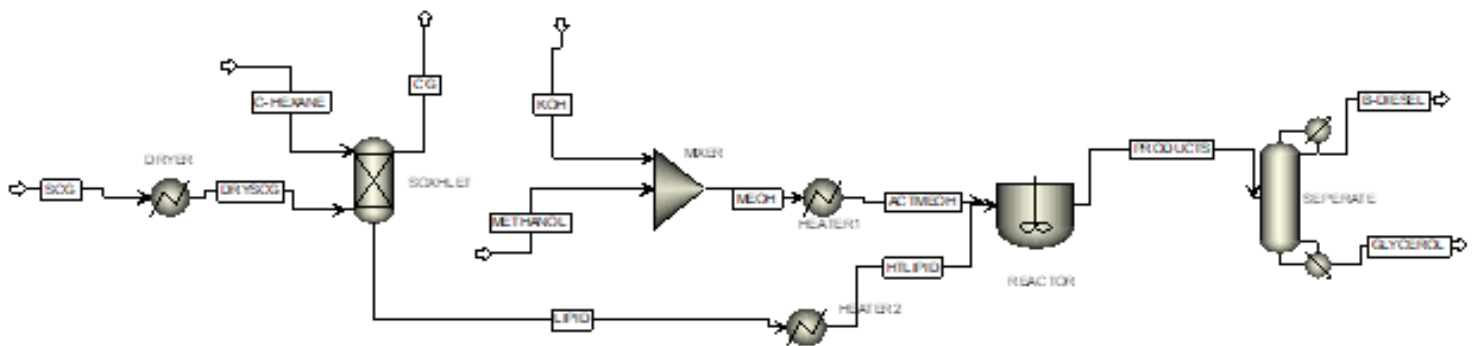 C-HEXANE
CG
KOH
B-DIESEL
DRYER
MIXER
PRODUCTS
SOXHLET
SCG
DRYSCG
MEOH
ACTMEOH
SEPERATE
METHANOL
HEATER1
GLYCEROL
HTLIPID
REACTOR
LIPID
HEATER2